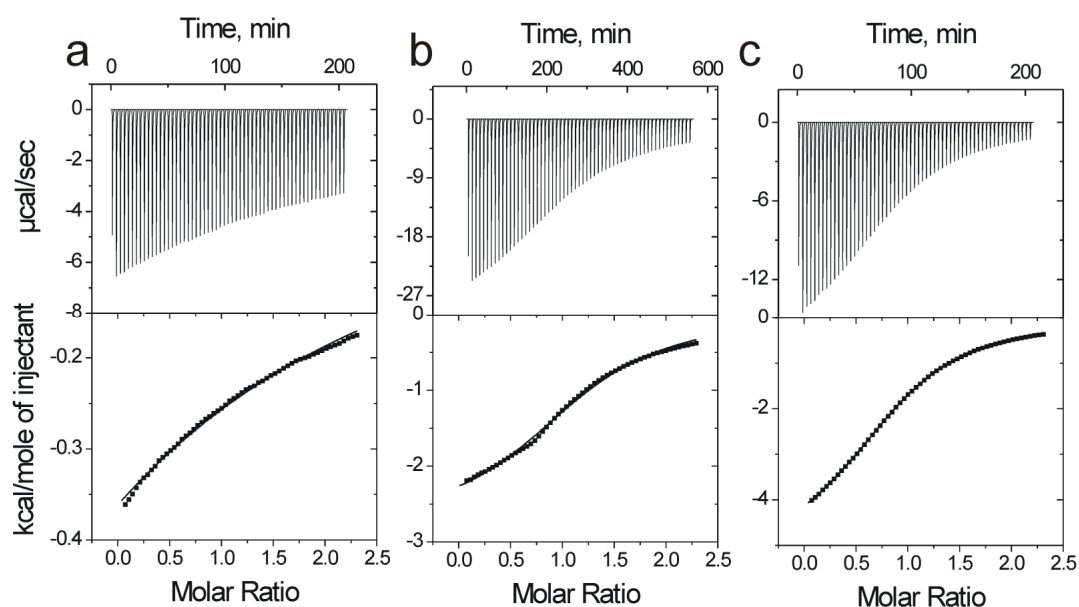 a
Time, min
0 100 200
b
Time, min
0 200 400 600
c
Time, min
0 100 200
µcal/sec
0
-2
-4
-6
-8
0
-9
-18
-27
0
0
-6
-12
0
kcal/mole of injectant
-0.2
-0.3
-0.4
-1
-2
-3
-2
-4
0.0 0.5 1.0 1.5 2.0 2.5
Molar Ratio
0.0 0.5 1.0 1.5 2.0 2.5
Molar Ratio
0.0 0.5 1.0 1.5 2.0 2.5
Molar Ratio